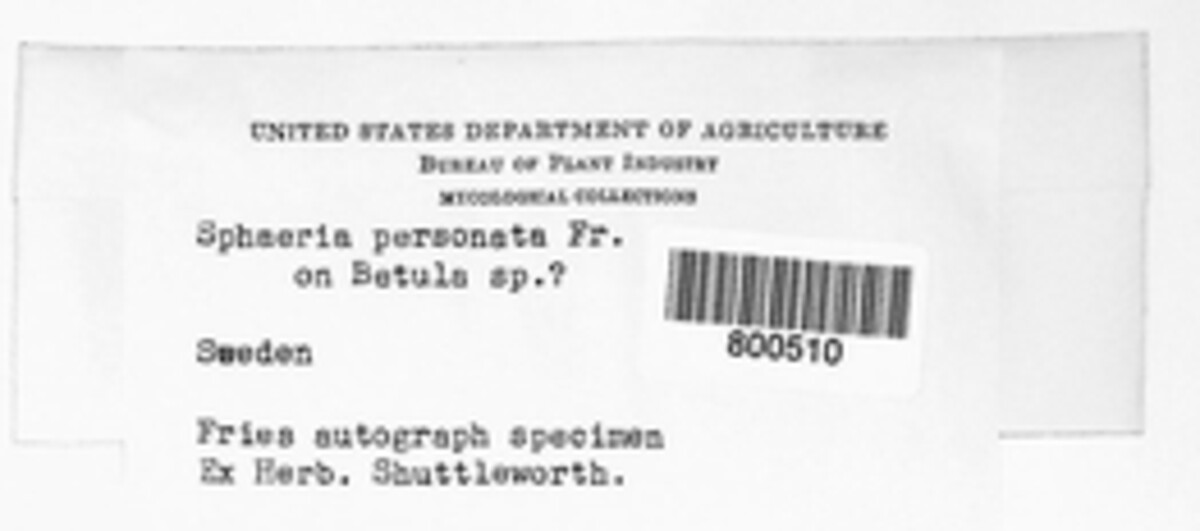 UNITED STATES DEPARTMENT OF AGRICULTURE
BUREAU OF PLANT INDUSTRY
MYCOLOGICAL COLLECTIONS
Sphaeria personata Fr.
on Betula sp.?
800510
Sweden
Fries autograph specimen
Ex Herb. Shuttleworth.